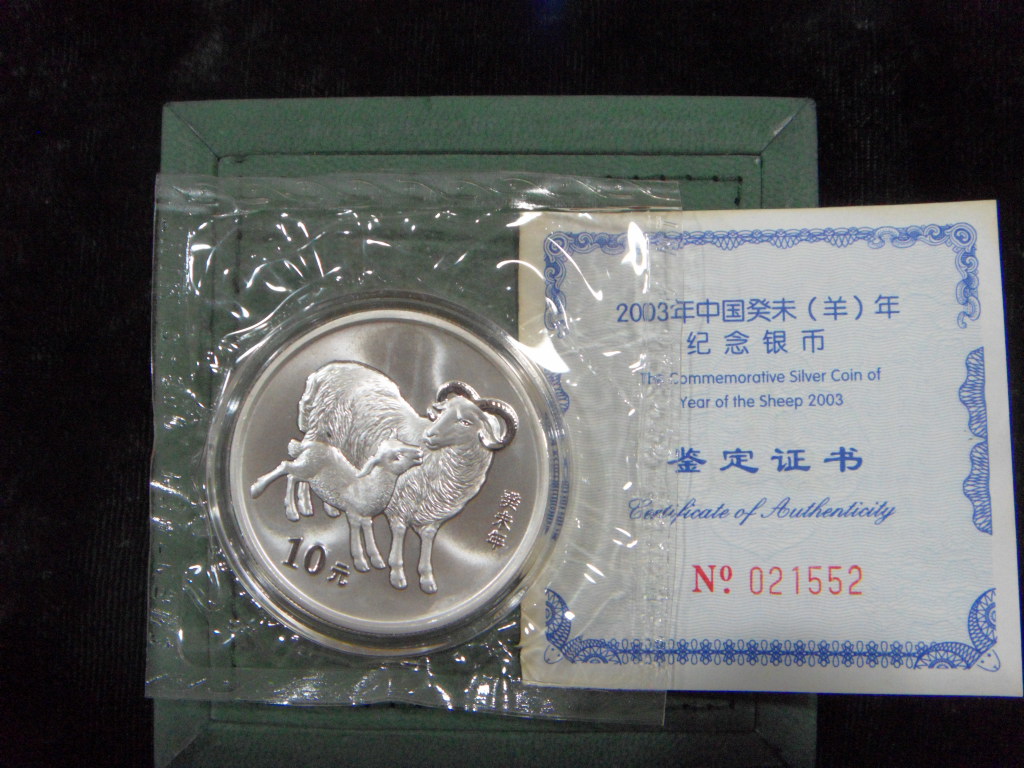 10元
癸未年
2003年中国癸未（羊）年
纪念银币
The Commemorative Silver Coin of
Year of the Sheep 2003
鉴定证书
Certificate of Authenticity
Nº 021552